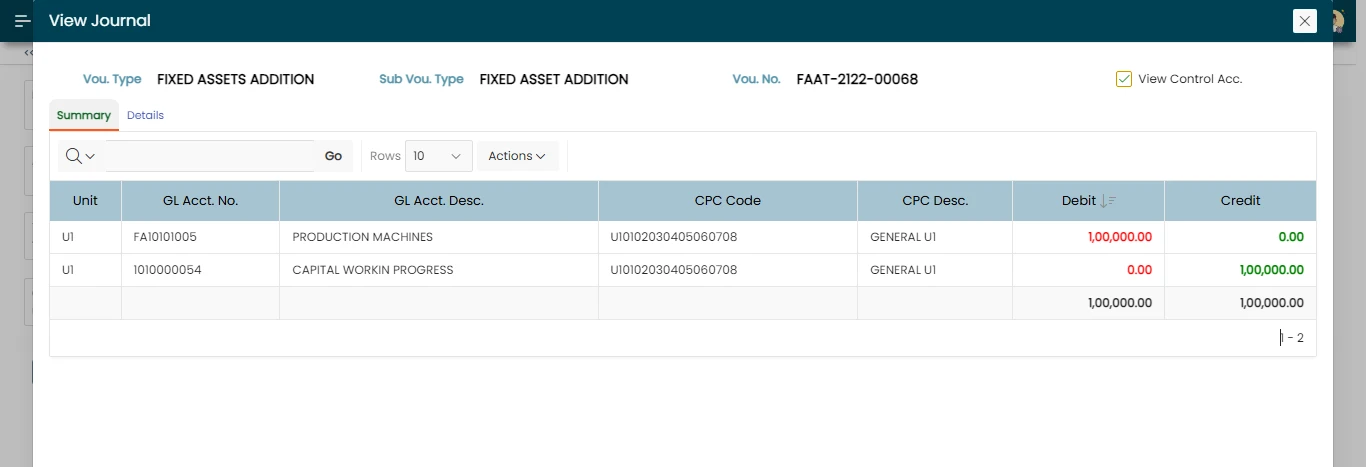 View Journal
Vou. Type FIXED ASSETS ADDITION Sub Vou. Type FIXED ASSET ADDITION Vou. No. FAAT-2122-00068 View Control Acc.
Summary Details
Go Rows 10 Actions
Unit GL Acct. No. GL Acct. Desc. CPC Code CPC Desc. Debit Credit
U1 FA10101005 PRODUCTION MACHINES U10102030405060708 GENERAL U1 1,00,000.00 0.00
U1 1010000054 CAPITAL WORKIN PROGRESS U10102030405060708 GENERAL U1 0.00 1,00,000.00
1,00,000.00 1,00,000.00
1 - 2